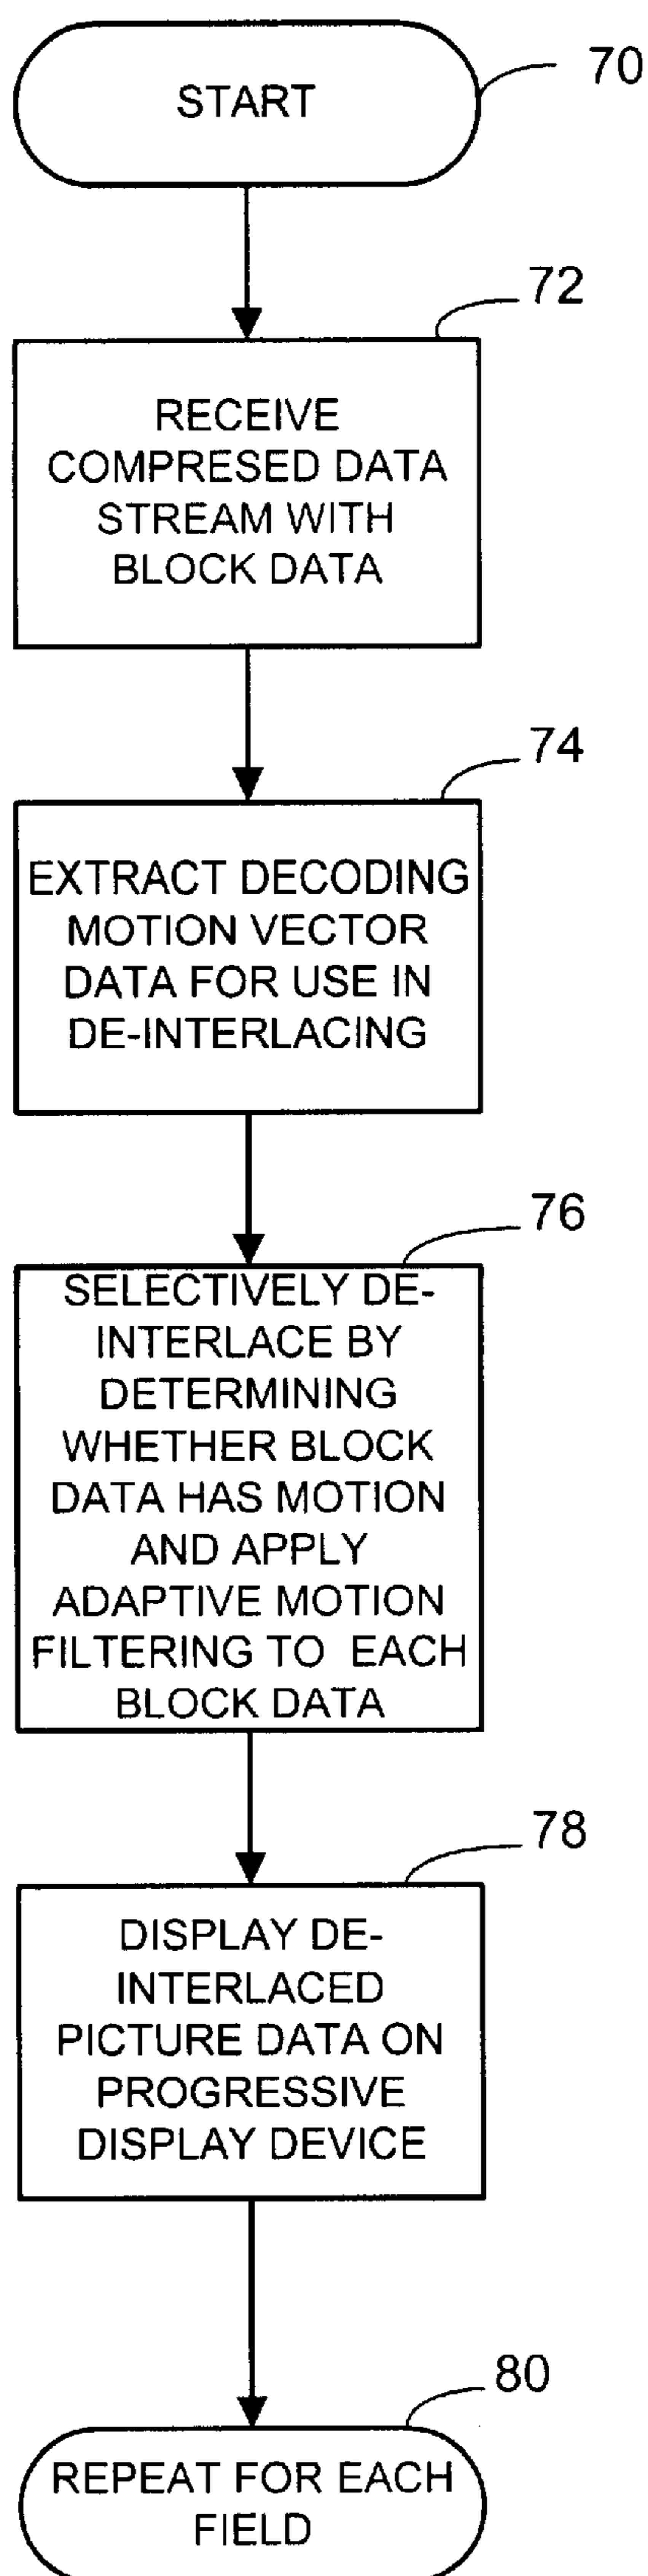 START
70
72
RECEIVE
COMPRESED DATA
STREAM WITH
BLOCK DATA
74
EXTRACT DECODING
MOTION VECTOR
DATA FOR USE IN
DE-INTERLACING
76
SELECTIVELY DE-
INTERLACE BY
DETERMINING
WHETHER BLOCK
DATA HAS MOTION
AND APPLY
ADAPTIVE MOTION
FILTERING TO EACH
BLOCK DATA
78
DISPLAY DE-
INTERLACED
PICTURE DATA ON
PROGRESSIVE
DISPLAY DEVICE
80
REPEAT FOR EACH
FIELD